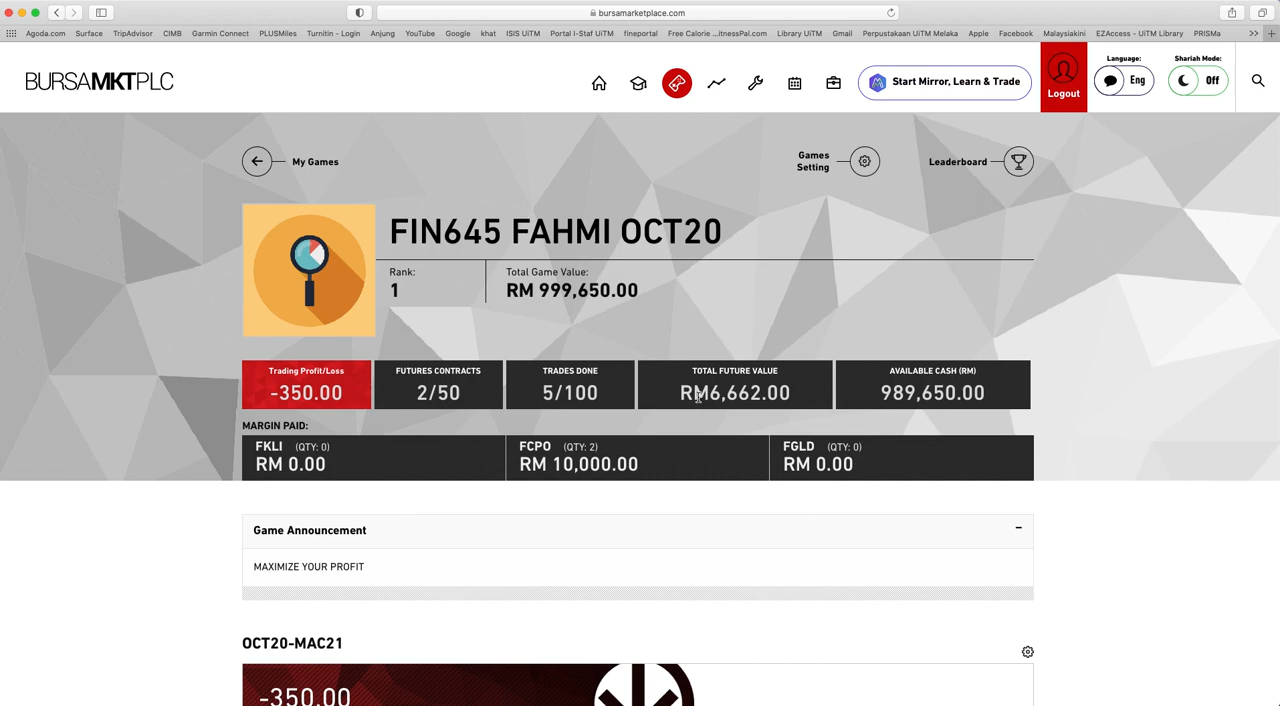 bursamarketplace.com
Agoda.com Surface TripAdvisor CIMB Garmin Connect PLUSMiles Turnitin - Login Anjung YouTube Google khat ISIS UiTM Portal I-Staf UiTM fineportal Free Calorie ...itnessPal.com Library UiTM Gmail Perpustakaan UiTM Melaka Apple Facebook Malaysiakini EZAccess - UiTM Library PRISMa >> +
BURSAMKTPLC
Start Mirror, Learn & Trade
Logout
Language:
Eng
Shariah Mode:
Off
My Games
Games
Setting
Leaderboard
FIN645 FAHMI OCT20
Rank:
1
Total Game Value:
RM 999,650.00
Trading Profit/Loss
-350.00
FUTURES CONTRACTS
2/50
TRADES DONE
5/100
TOTAL FUTURE VALUE
RM6,662.00
AVAILABLE CASH (RM)
989,650.00
MARGIN PAID:
FKLI (QTY: 0)
RM 0.00
FCPO (QTY: 2)
RM 10,000.00
FGLD (QTY: 0)
RM 0.00
Game Announcement
MAXIMIZE YOUR PROFIT
OCT20-MAC21
-350.00